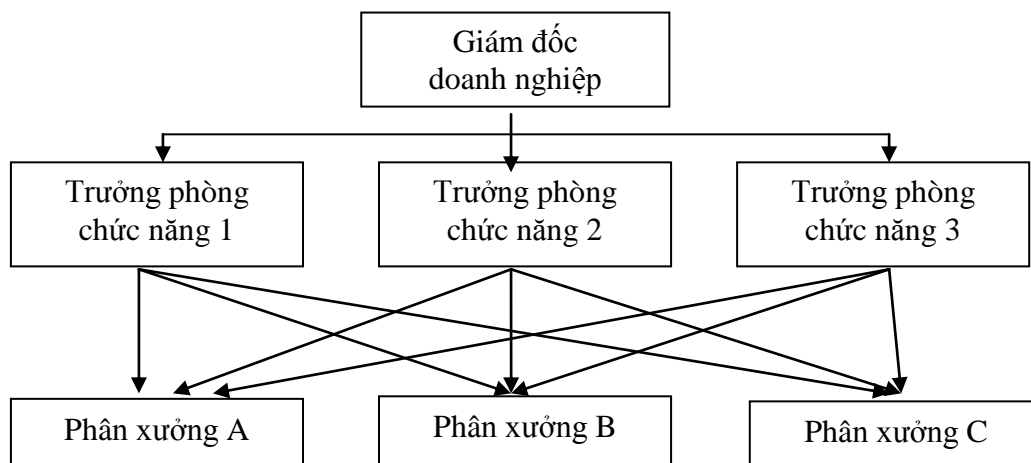 Giám đốc
doanh nghiệp
Trưởng phòng
chức năng 1
Trưởng phòng
chức năng 2
Trưởng phòng
chức năng 3
Phân xưởng A
Phân xưởng B
Phân xưởng C